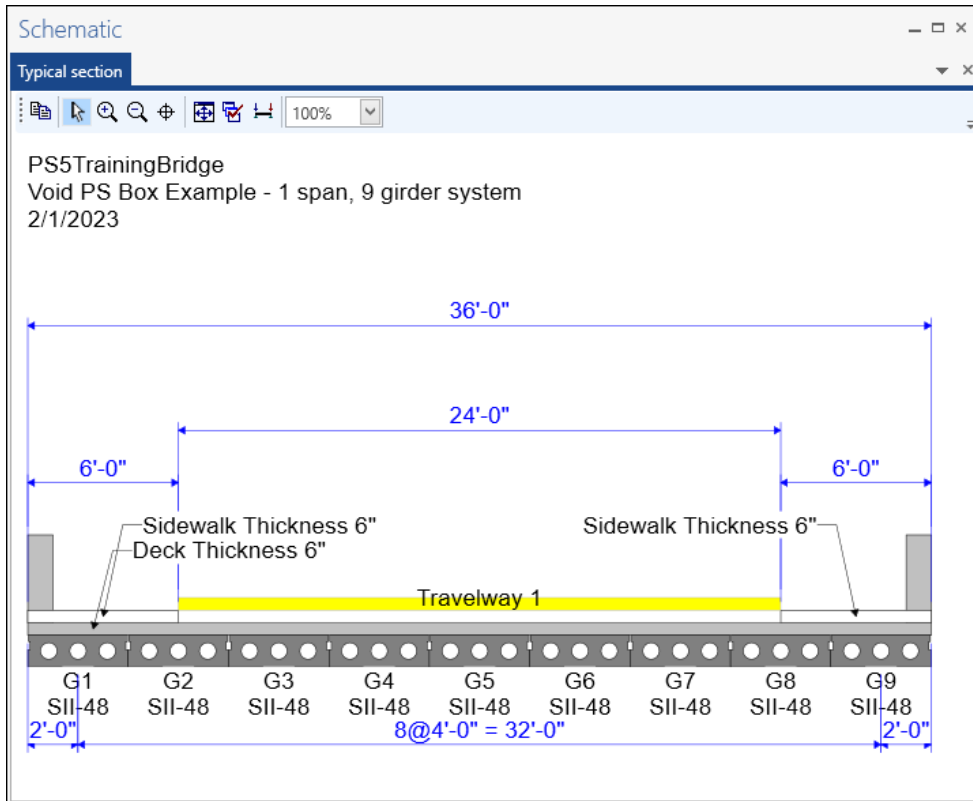 Schematic
Typical section
100%
PS5TrainingBridge
Void PS Box Example - 1 span, 9 girder system
2/1/2023
36'-0"
24'-0"
6'-0" 6'-0"
Sidewalk Thickness 6" Sidewalk Thickness 6"
Deck Thickness 6"
Travelway 1
G1 G2 G3 G4 G5 G6 G7 G8 G9
SII-48 SII-48 SII-48 SII-48 SII-48 SII-48 SII-48 SII-48 SII-48
2'-0" 8@4'-0" = 32'-0" 2'-0"